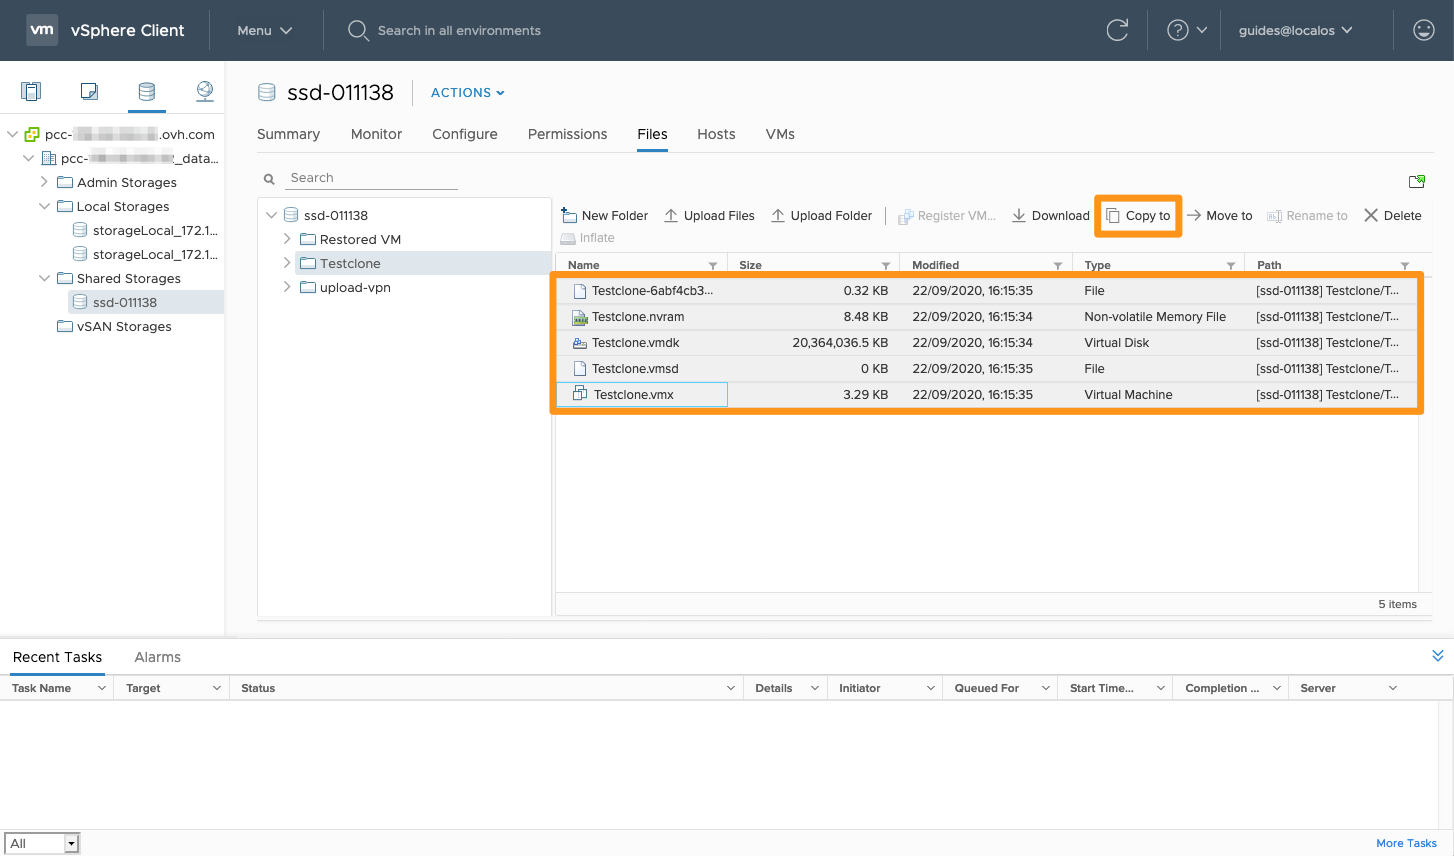 vm vSphere Client Menu Search in all environments guides@localos
pcc- .ovh.com
pcc- _data...
Admin Storages
Local Storages
storageLocal_172.1...
storageLocal_172.1...
Shared Storages
ssd-011138
vSAN Storages
ssd-011138 ACTIONS
Summary Monitor Configure Permissions Files Hosts VMs
Search
ssd-011138
Restored VM
Testclone
upload-vpn
New Folder Upload Files Upload Folder Register VM... Download Copy to Move to Rename to Delete
Inflate
Name Size Modified Type Path
Testclone-6abf4cb3... 0.32 KB 22/09/2020, 16:15:35 File [ssd-011138] Testclone/T...
Testclone.nvram 8.48 KB 22/09/2020, 16:15:34 Non-volatile Memory File [ssd-011138] Testclone/T...
Testclone.vmdk 20,364,036.5 KB 22/09/2020, 16:15:34 Virtual Disk [ssd-011138] Testclone/T...
Testclone.vmsd 0 KB 22/09/2020, 16:15:35 File [ssd-011138] Testclone/T...
Testclone.vmx 3.29 KB 22/09/2020, 16:15:35 Virtual Machine [ssd-011138] Testclone/T...
5 items
Recent Tasks Alarms
Task Name Target Status Details Initiator Queued For Start Time... Completion ... Server
All More Tasks